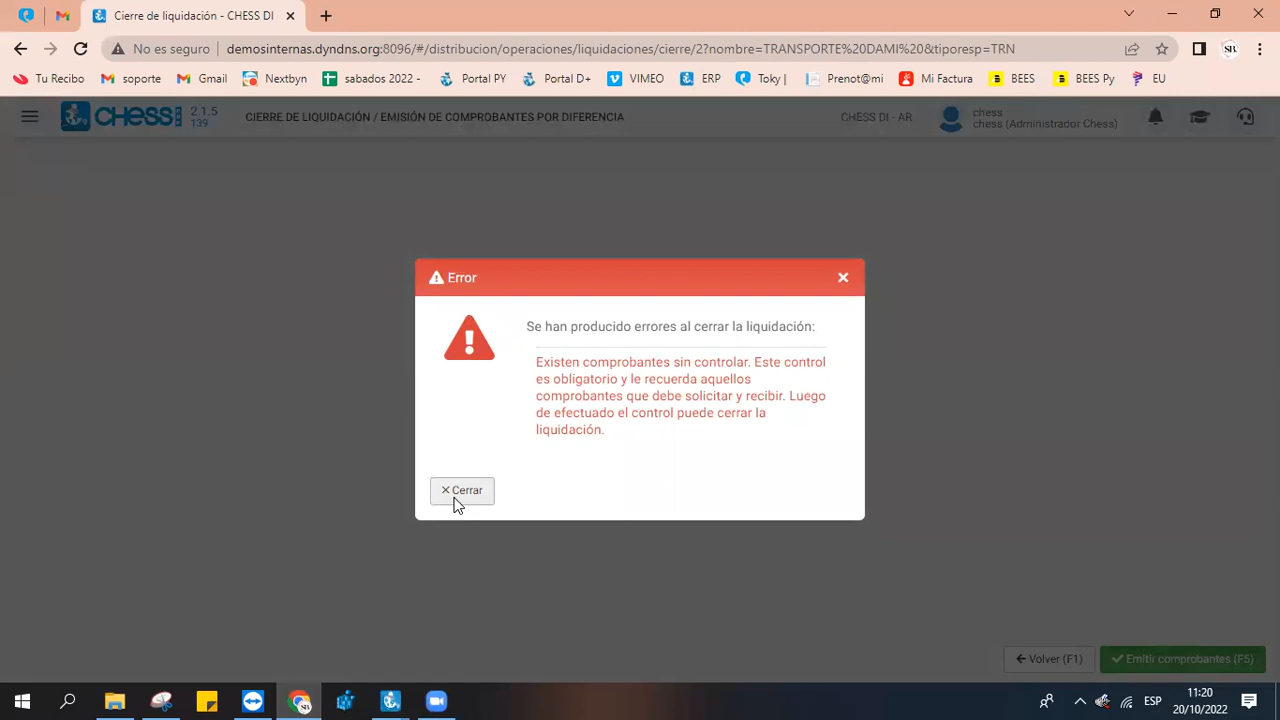 Cierre de liquidación - CHESS DI
No es seguro demosinternas.dyndns.org:8096/#/distribucion/operaciones/liquidaciones/cierre/2?nombre=TRANSPORTE%20DAMI%20&tiporesp=TRN
Tu Recibo soporte Gmail Nextbyn sabados 2022 - Portal PY Portal D+ VIMEO ERP Toky | Prenot@mi Mi Factura BEES BEES Py EU
CHESS 2.1.5 139 CIERRE DE LIQUIDACIÓN / EMISIÓN DE COMPROBANTES POR DIFERENCIA CHESS DI - AR chess
chess (Administrador Chess)
Error
Se han producido errores al cerrar la liquidación:
Existen comprobantes sin controlar. Este control
es obligatorio y le recuerda aquellos
comprobantes que debe solicitar y recibir. Luego
de efectuado el control puede cerrar la
liquidación.
Cerrar
Volver (F1) Emitir comprobantes (F5)
ESP 11:20
20/10/2022